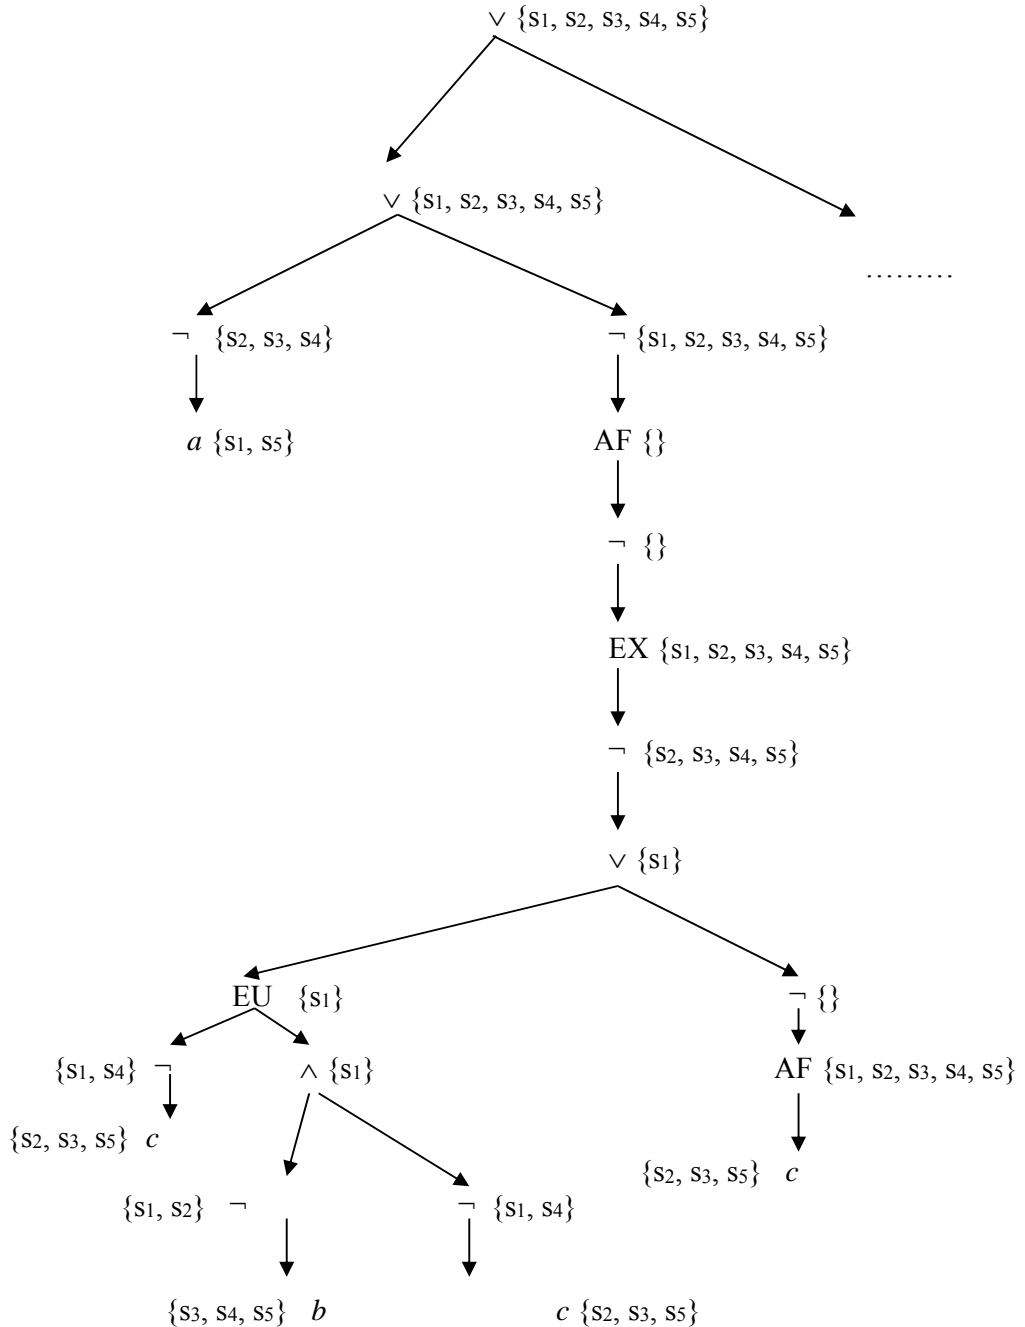 ∨ {s1, s2, s3, s4, s5}
∨ {s1, s2, s3, s4, s5}
.........
¬ {s2, s3, s4}
¬ {s1, s2, s3, s4, s5}
a {s1, s5}
AF {}
¬ {}
EX {s1, s2, s3, s4, s5}
¬ {s2, s3, s4, s5}
∨ {s1}
EU {s1}
¬ {}
{s1, s4} ¬
∧ {s1}
AF {s1, s2, s3, s4, s5}
{s2, s3, s5} c
{s2, s3, s5} c
{s1, s2} ¬
¬ {s1, s4}
{s3, s4, s5} b
c {s2, s3, s5}